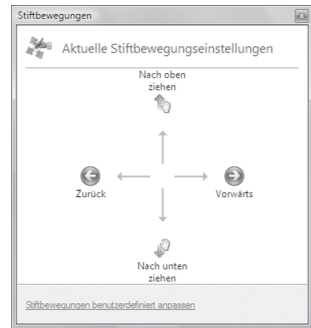 Stiftbewegungen
Aktuelle Stiftbewegungseinstellungen
Nach oben
ziehen
Zurück
Vorwärts
Nach unten
ziehen
Stiftbewegungen benutzerdefiniert anpassen